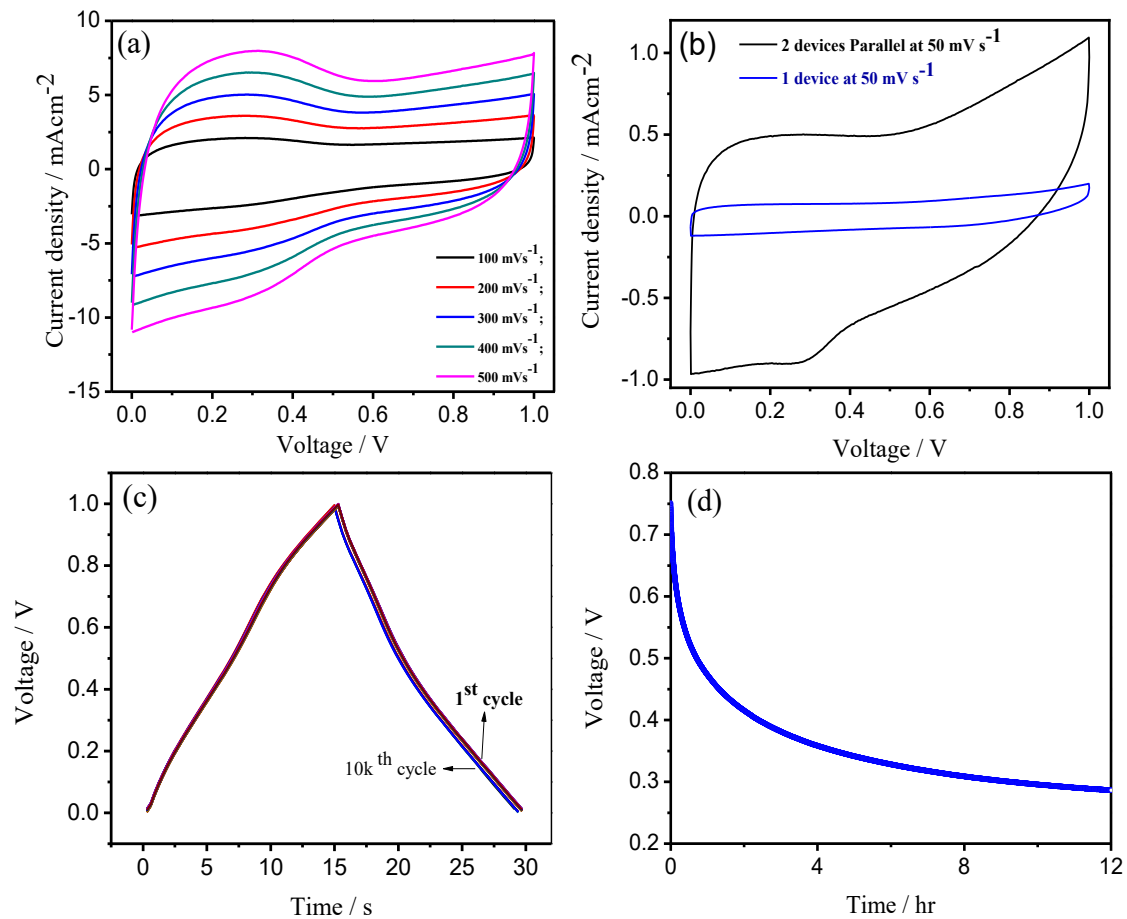 (a)
10
5
0
-5
-10
-15
Current density / mAcm⁻²
100 mVs⁻¹;
200 mVs⁻¹;
300 mVs⁻¹;
400 mVs⁻¹;
500 mVs⁻¹
0.0 0.2 0.4 0.6 0.8 1.0
Voltage / V
(b)
2 devices Parallel at 50 mV s⁻¹
1 device at 50 mV s⁻¹
1.0
0.5
0.0
-0.5
-1.0
Current density / mAcm⁻²
0.0 0.2 0.4 0.6 0.8 1.0
Voltage / V
(c)
1.0
0.8
0.6
0.4
0.2
0.0
Voltage / V
1ˢᵗ cycle
10k ᵗʰ cycle
0 5 10 15 20 25 30
Time / s
(d)
0.8
0.7
0.6
0.5
0.4
0.3
0.2
Voltage / V
0 4 8 12
Time / hr